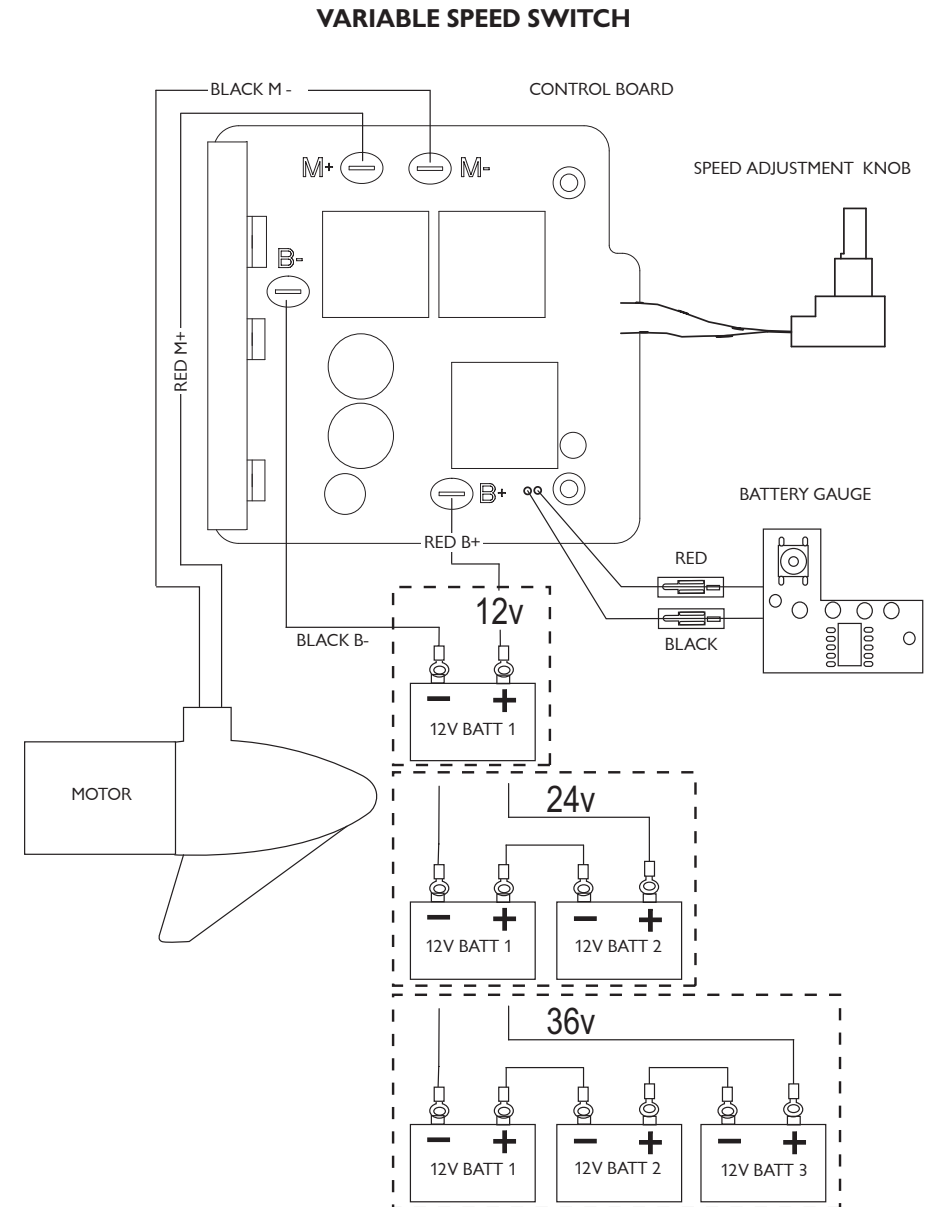 VARIABLE SPEED SWITCH
BLACK M -
CONTROL BOARD
M+
M-
SPEED ADJUSTMENT KNOB
B-
RED M+
BATTERY GAUGE
B+
RED B+
RED
12v
BLACK B-
BLACK
− +
12V BATT 1
MOTOR
24v
− + − +
12V BATT 1 12V BATT 2
36v
− + − + − +
12V BATT 1 12V BATT 2 12V BATT 3